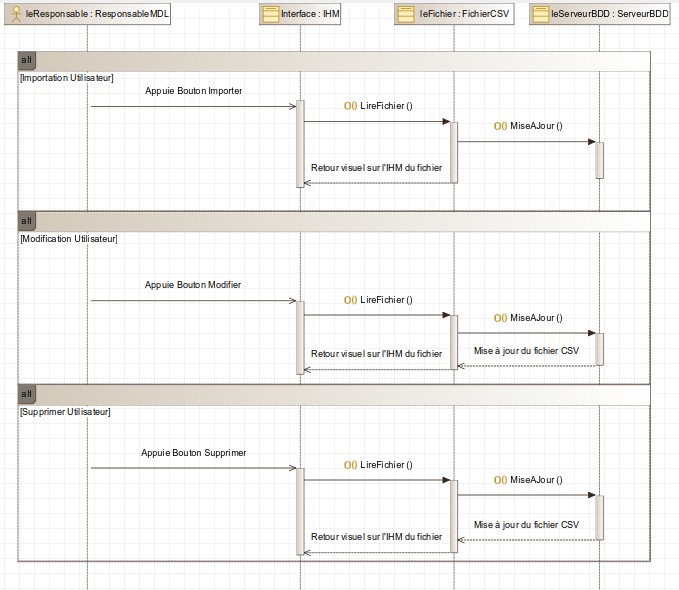 leResponsable : ResponsableMDL
Interface : IHM
leFichier : FichierCSV
leServeurBDD : ServeurBDD
alt
[Importation Utilisateur]
Appuie Bouton Importer
O() LireFichier ()
O() MiseAJour ()
Retour visuel sur l'IHM du fichier
alt
[Modification Utilisateur]
Appuie Bouton Modifier
O() LireFichier ()
O() MiseAJour ()
Mise à jour du fichier CSV
Retour visuel sur l'IHM du fichier
alt
[Supprimer Utilisateur]
Appuie Bouton Supprimer
O() LireFichier ()
O() MiseAJour ()
Mise à jour du fichier CSV
Retour visuel sur l'IHM du fichier